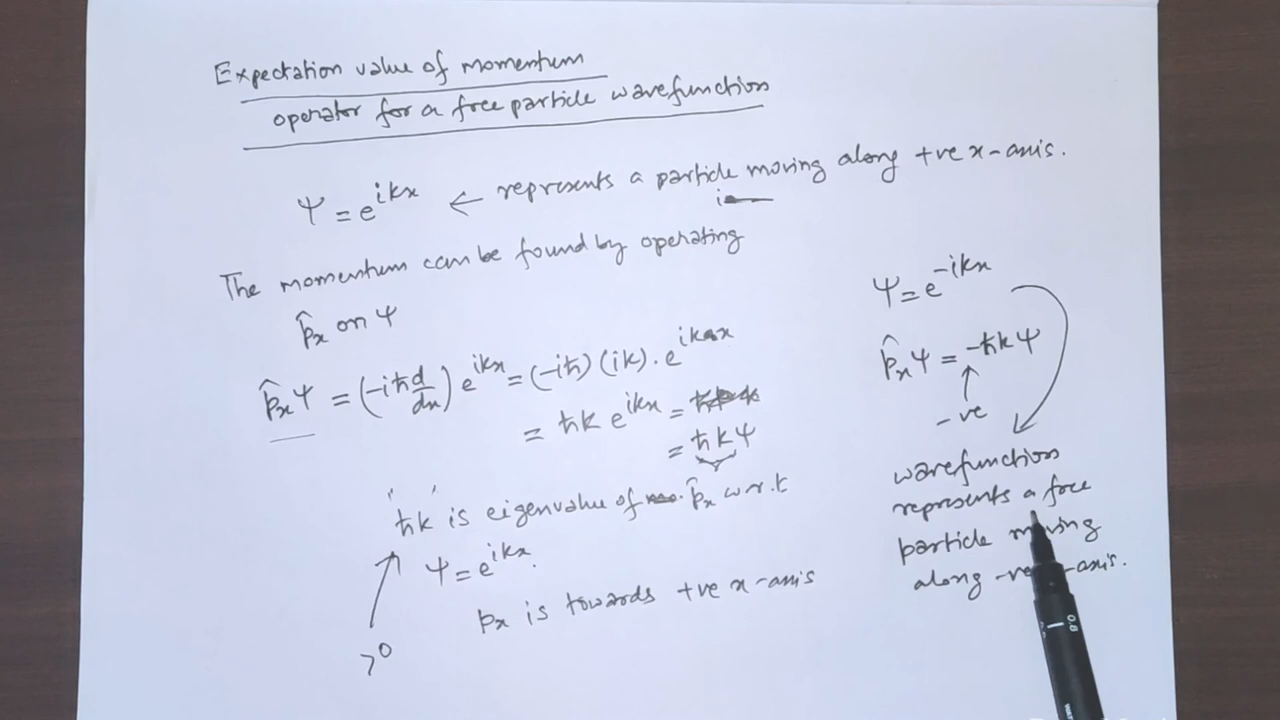 Expectation value of momentum
operator for a free particle wavefunction
Ψ = e^{ikx} ← represents a particle moving along +ve x-axis.
The momentum can be found by operating
p̂x on Ψ
p̂xΨ = (-iħ d/dx) e^{ikx} = (-iħ)(ik). e^{ikx}
= ħk e^{ikx} =
= ħkΨ
'ħk' is eigenvalue of p̂x w.r.t
Ψ = e^{ikx}.
px is towards +ve x-axis
>0
Ψ = e^{-ikx}
p̂xΨ = -ħkΨ
-ve
wavefunction
represents a free
particle moving
along -ve -axis.
0.8